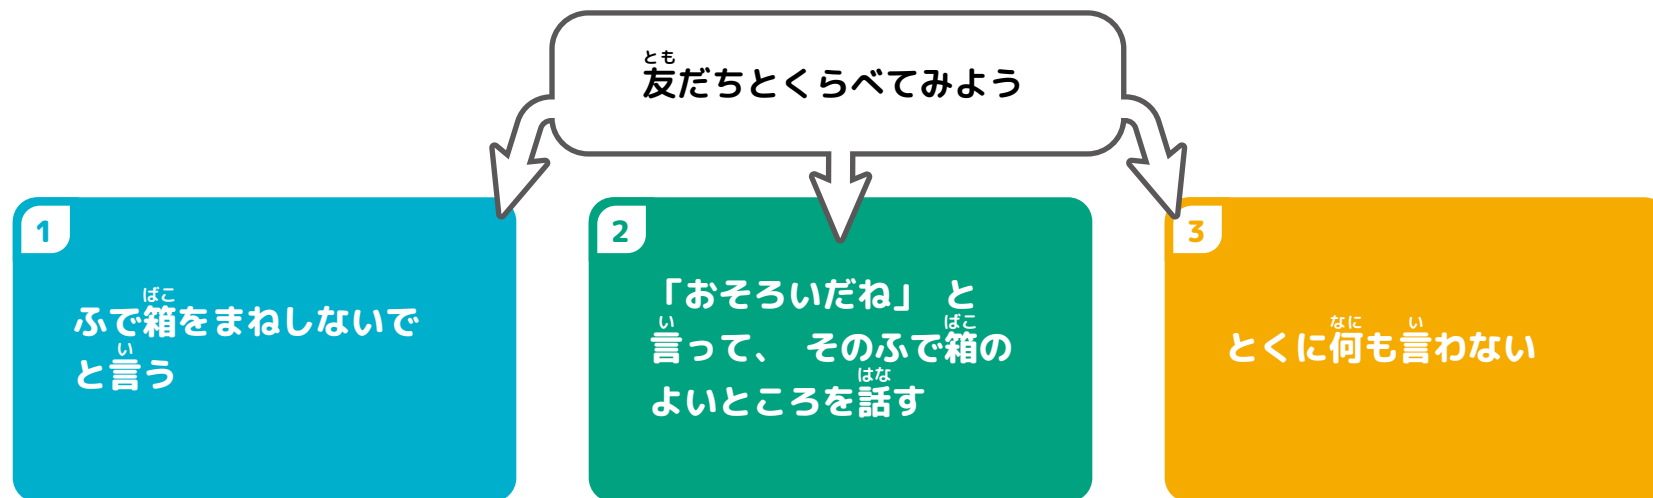 友だちとくらべてみよう
とも
1
ふで箱をまねしないで
ばこ
と言う
い
2
「おそろいだね」 と
言って、 そのふで箱の
い ばこ
よいところを話す
はな
3
とくに何も言わない
なに い